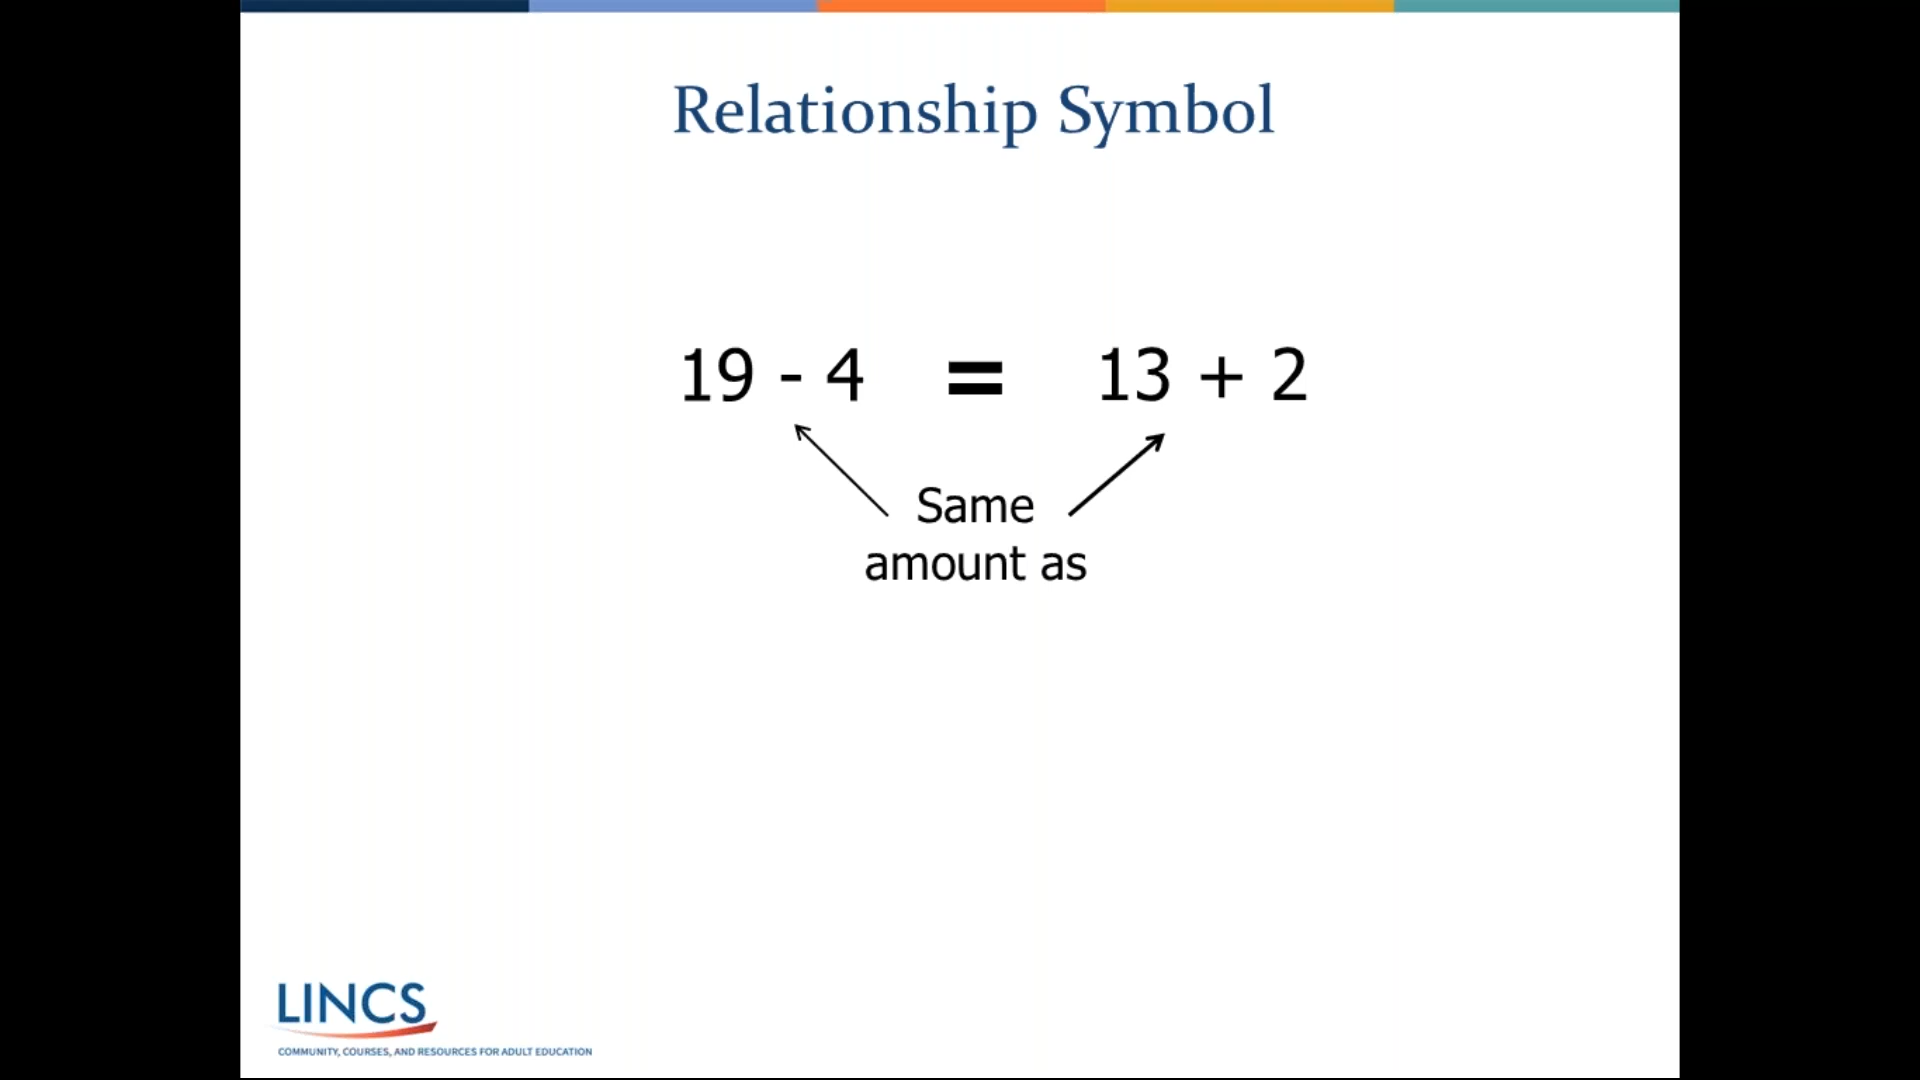 Relationship Symbol
19 - 4 = 13 + 2
Same
amount as
LINCS
COMMUNITY, COURSES, AND RESOURCES FOR ADULT EDUCATION